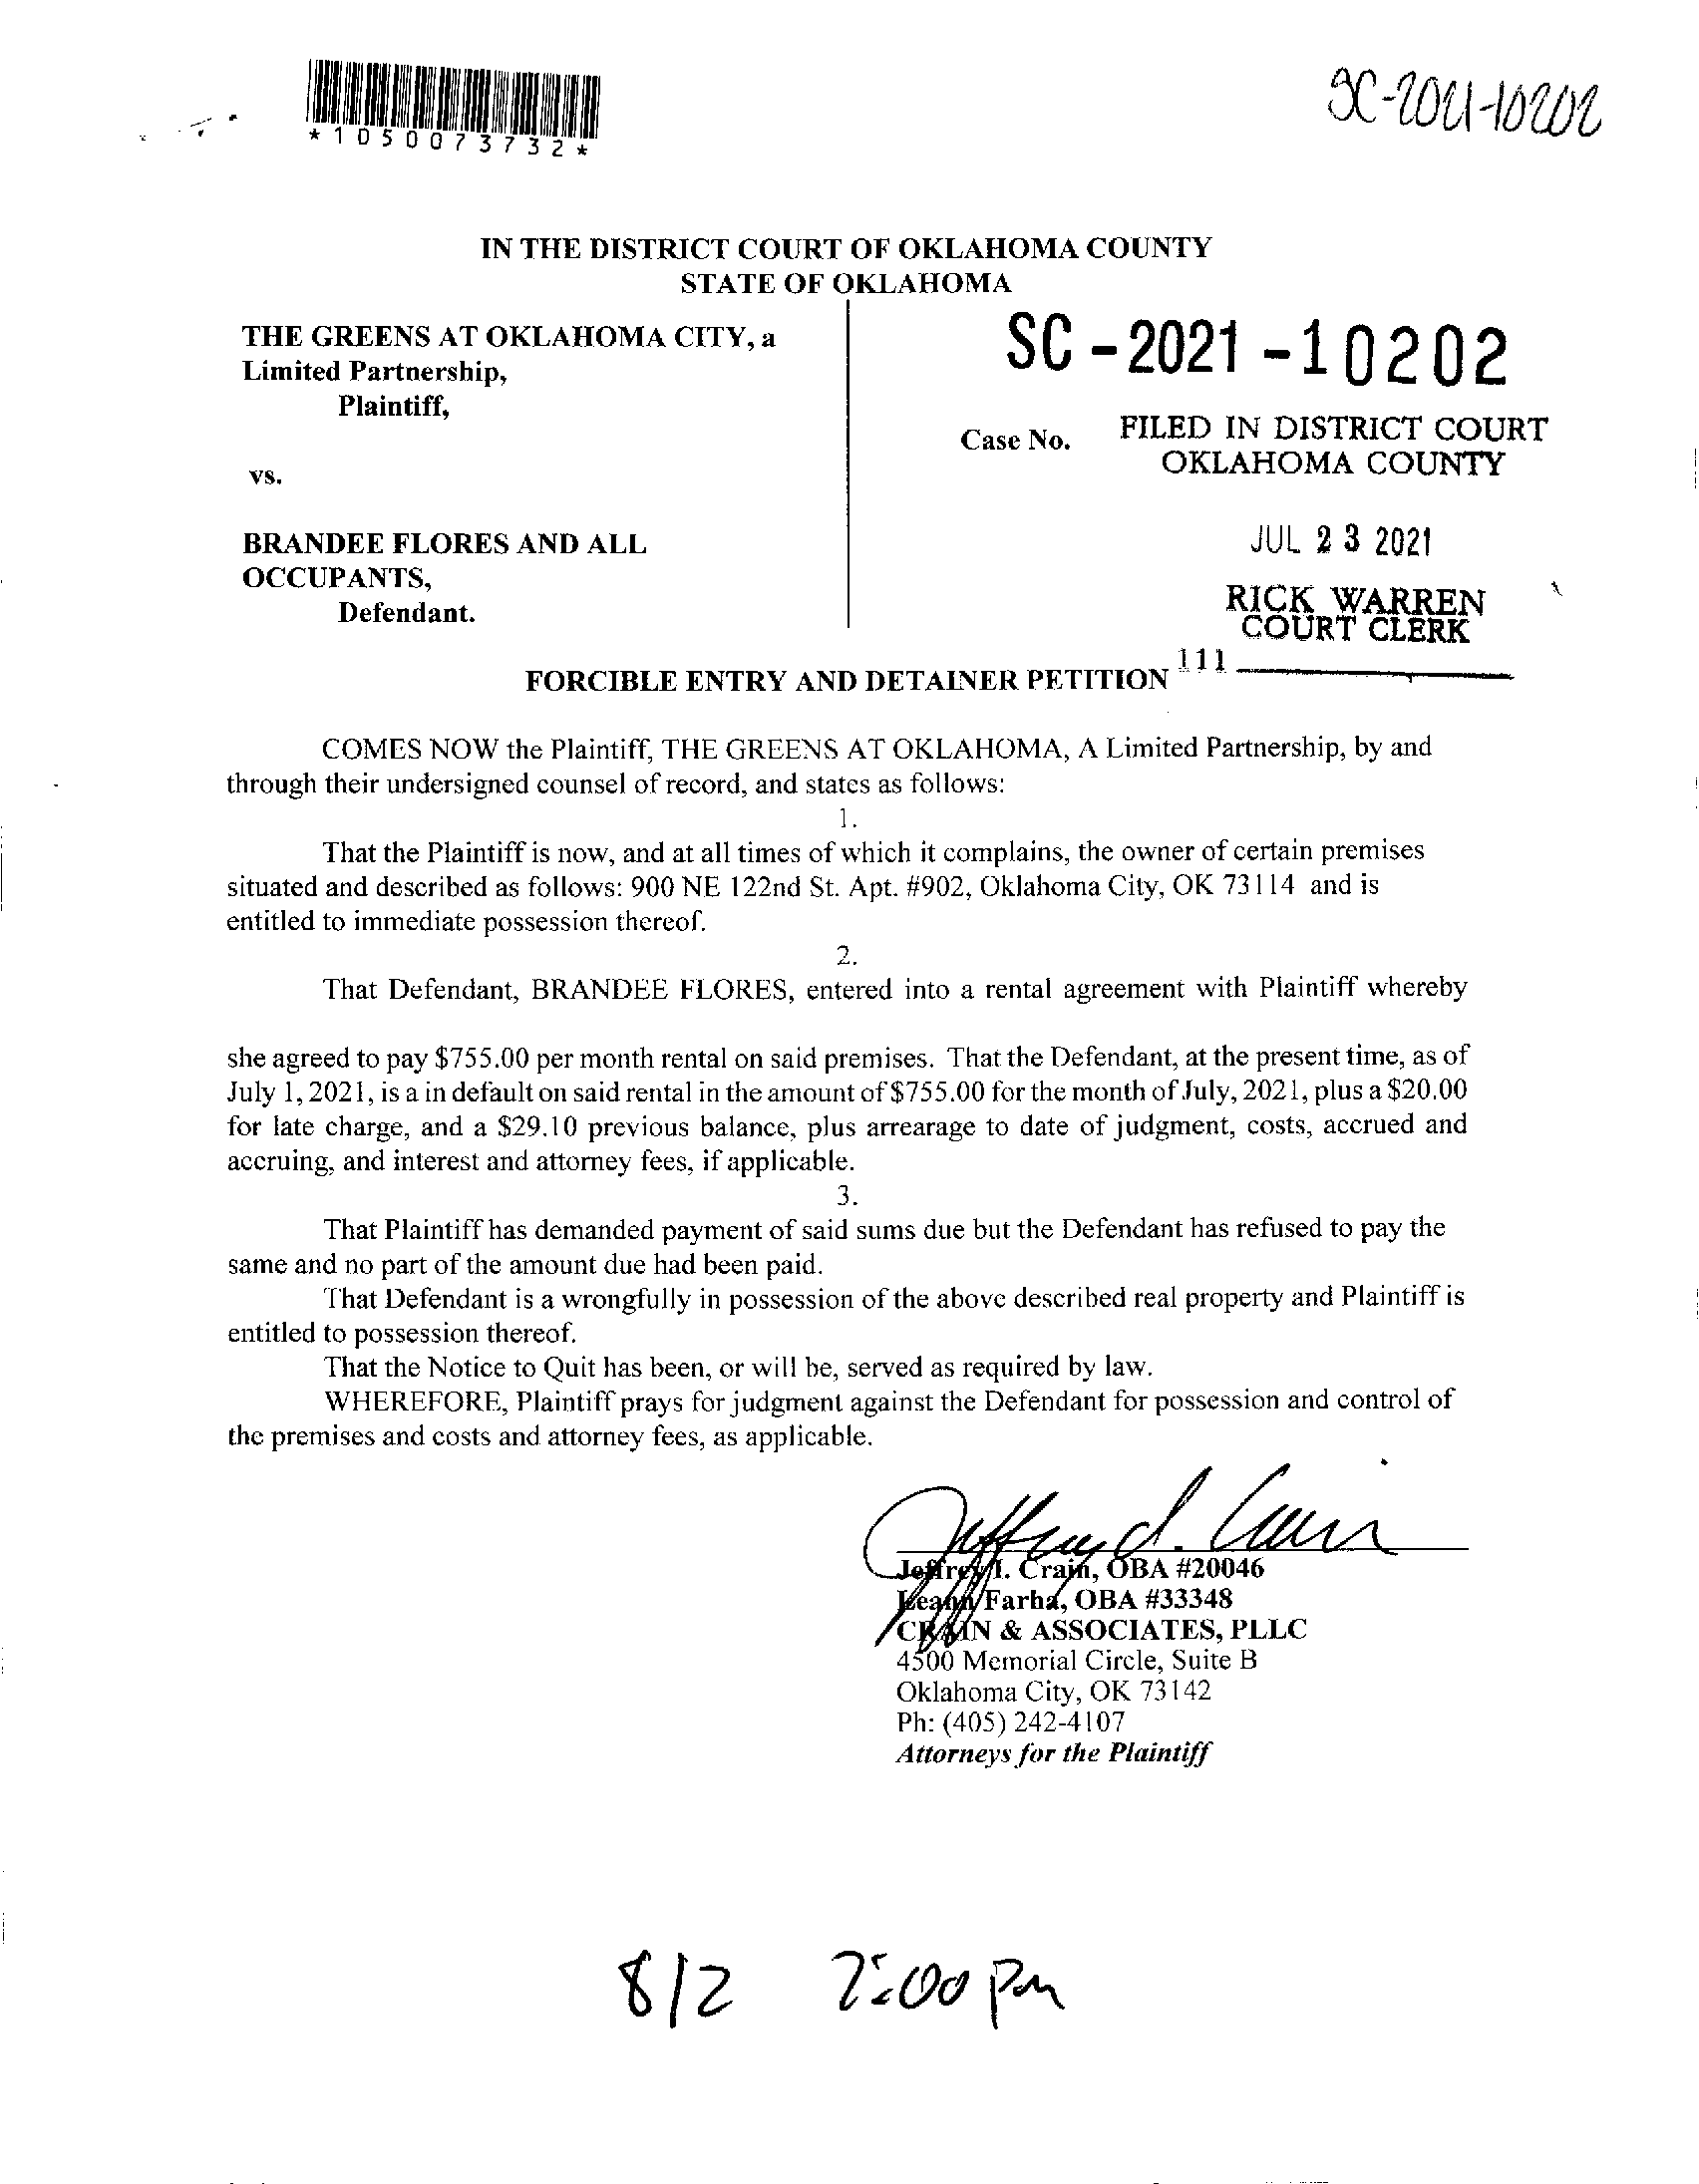 SC-2021-10202
*1050073732*
IN THE DISTRICT COURT OF OKLAHOMA COUNTY
STATE OF OKLAHOMA
THE GREENS AT OKLAHOMA CITY, a
Limited Partnership,
Plaintiff,
vs.
BRANDEE FLORES AND ALL
OCCUPANTS,
Defendant.
SC-2021-10202
Case No.
FILED IN DISTRICT COURT
OKLAHOMA COUNTY
JUL 23 2021
RICK WARREN
COURT CLERK
111
FORCIBLE ENTRY AND DETAINER PETITION
COMES NOW the Plaintiff, THE GREENS AT OKLAHOMA, A Limited Partnership, by and
through their undersigned counsel of record, and states as follows:
1.
That the Plaintiff is now, and at all times of which it complains, the owner of certain premises
situated and described as follows: 900 NE 122nd St. Apt. #902, Oklahoma City, OK 73114 and is
entitled to immediate possession thereof.
2.
That Defendant, BRANDEE FLORES, entered into a rental agreement with Plaintiff whereby
she agreed to pay $755.00 per month rental on said premises. That the Defendant, at the present time, as of
July 1, 2021, is a in default on said rental in the amount of $755.00 for the month of July, 2021, plus a $20.00
for late charge, and a $29.10 previous balance, plus arrearage to date of judgment, costs, accrued and
accruing, and interest and attorney fees, if applicable.
3.
That Plaintiff has demanded payment of said sums due but the Defendant has refused to pay the
same and no part of the amount due had been paid.
That Defendant is a wrongfully in possession of the above described real property and Plaintiff is
entitled to possession thereof.
That the Notice to Quit has been, or will be, served as required by law.
WHEREFORE, Plaintiff prays for judgment against the Defendant for possession and control of
the premises and costs and attorney fees, as applicable.
Jeffrey I. Crain
Jeffrey I. Crain, OBA #20046
Leann Farha, OBA #33348
CRAIN & ASSOCIATES, PLLC
4500 Memorial Circle, Suite B
Oklahoma City, OK 73142
Ph: (405) 242-4107
Attorneys for the Plaintiff
8/2 2:00 pm